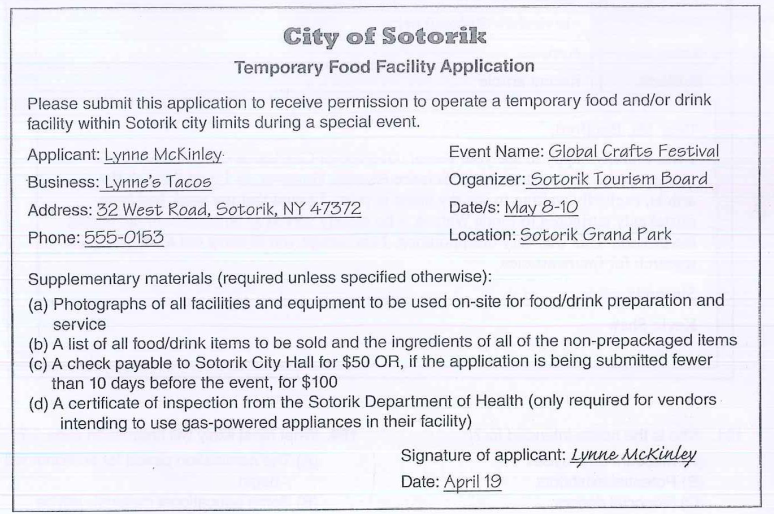 City of Sotorik
Temporary Food Facility Application
Please submit this application to receive permission to operate a temporary food and/or drink
facility within Sotorik city limits during a special event.
Applicant: Lynne McKinley
Event Name: Global Crafts Festival
Business: Lynne's Tacos
Organizer: Sotorik Tourism Board
Address: 32 West Road, Sotorik, NY 47372
Date/s: May 8-10
Phone: 555-0153
Location: Sotorik Grand Park
Supplementary materials (required unless specified otherwise):
(a) Photographs of all facilities and equipment to be used on-site for food/drink preparation and
service
(b) A list of all food/drink items to be sold and the ingredients of all of the non-prepackaged items
(c) A check payable to Sotorik City Hall for $50 OR, if the application is being submitted fewer
than 10 days before the event, for $100
(d) A certificate of inspection from the Sotorik Department of Health (only required for vendors
intending to use gas-powered appliances in their facility)
Signature of applicant: Lynne McKinley
Date: April 19